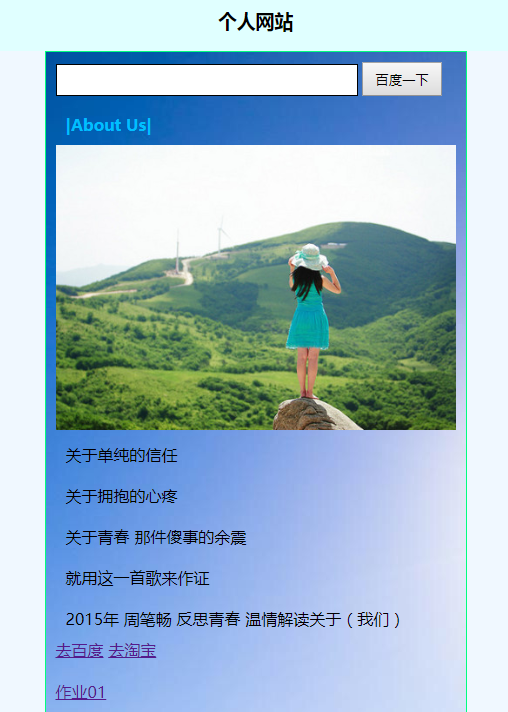 个人网站
百度一下
|About Us|
关于单纯的信任
关于拥抱的心疼
关于青春 那件傻事的余震
就用这一首歌来作证
2015年 周笔畅 反思青春 温情解读关于（我们）
去百度 去淘宝
作业01